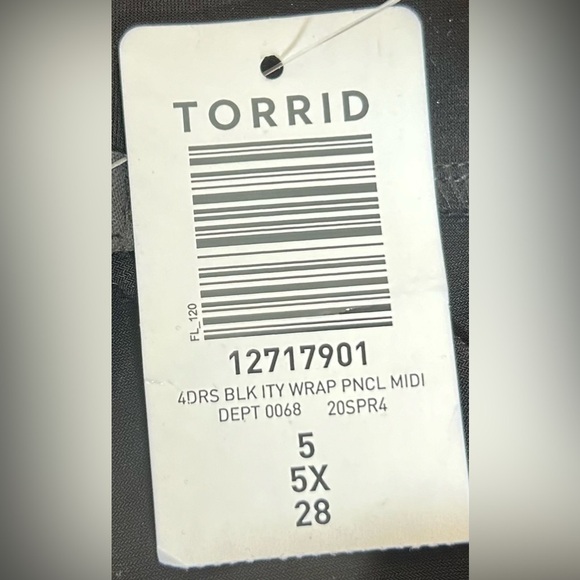 TORRID
FL_120
12717901
4DRS BLK ITY WRAP PNCL MIDI
DEPT 0068 20SPR4
5
5X
28